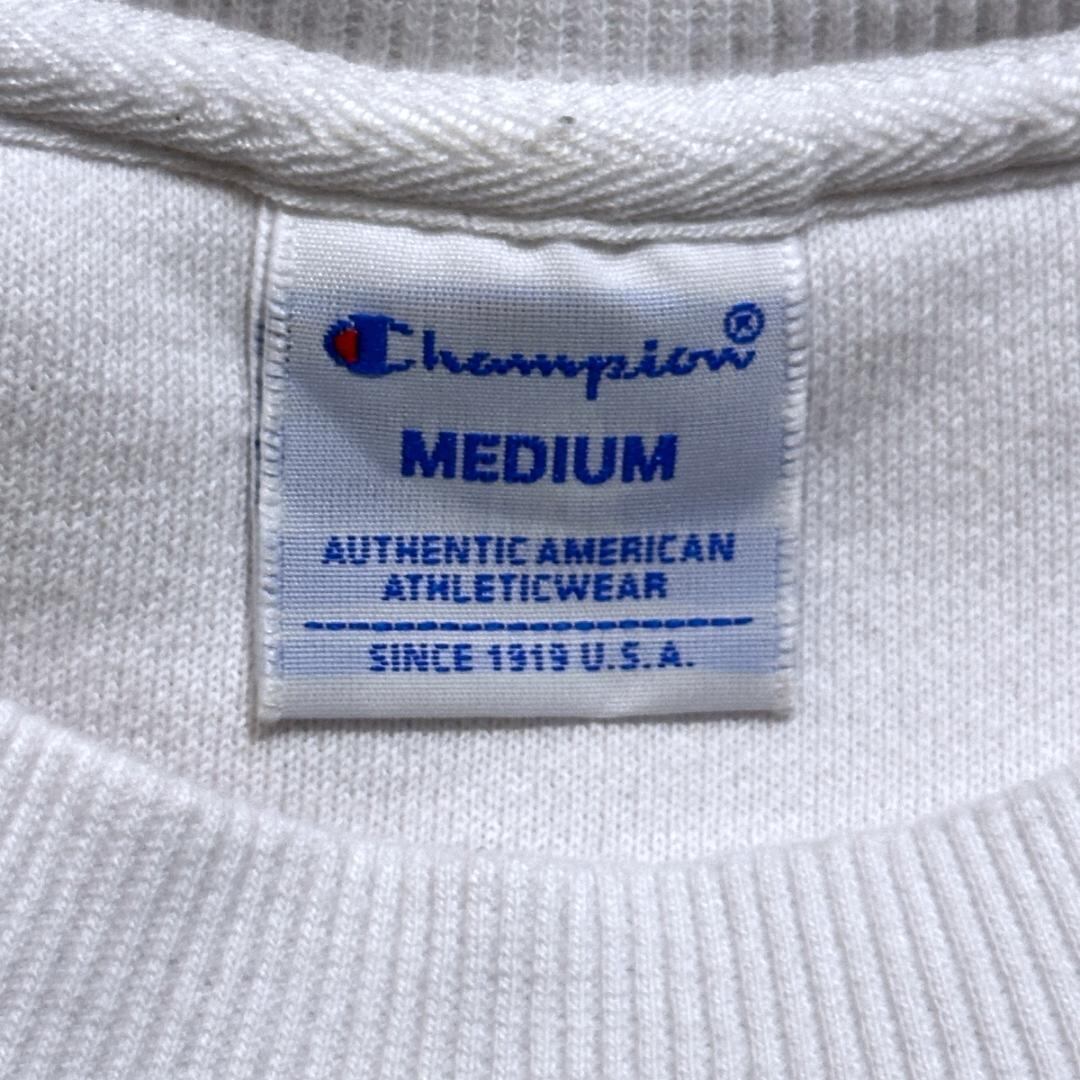 Champion®
MEDIUM
AUTHENTIC AMERICAN
ATHLETICWEAR
SINCE 1919 U.S.A.